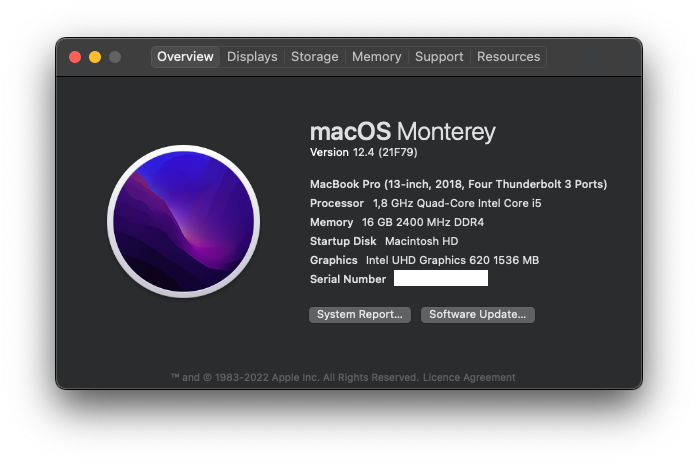 Overview Displays Storage Memory Support Resources
macOS Monterey
Version 12.4 (21F79)
MacBook Pro (13-inch, 2018, Four Thunderbolt 3 Ports)
Processor 1,8 GHz Quad-Core Intel Core i5
Memory 16 GB 2400 MHz DDR4
Startup Disk Macintosh HD
Graphics Intel UHD Graphics 620 1536 MB
Serial Number
System Report... Software Update...
™ and © 1983-2022 Apple Inc. All Rights Reserved. Licence Agreement